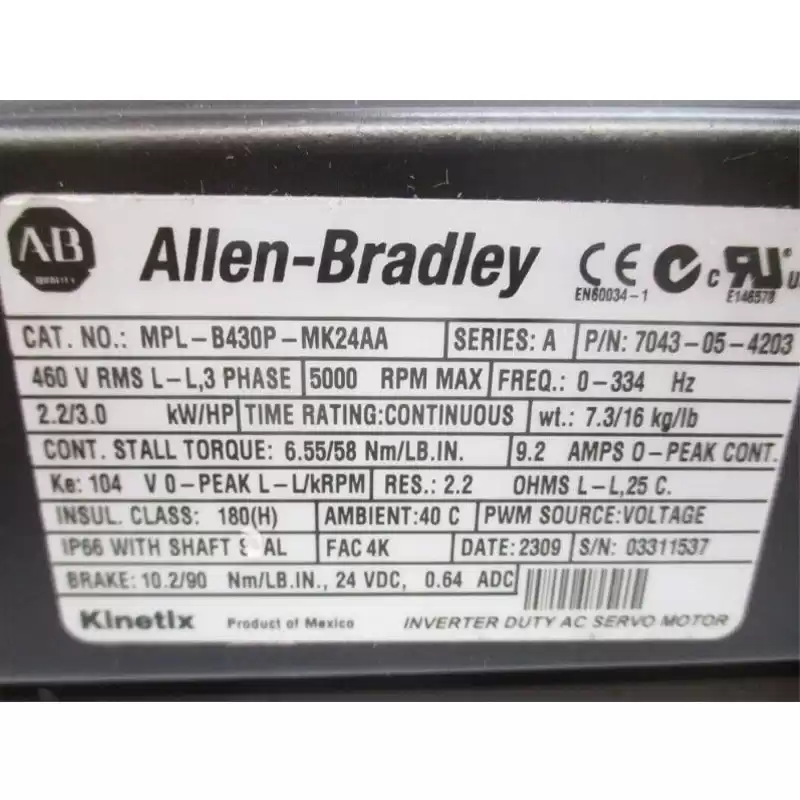 A-B
QUALITY
Allen-Bradley
CE
EN60034-1
c RU us
E146578
CAT. NO.: MPL-B430P-MK24AA SERIES: A P/N: 7043-05-4203
460 V RMS L-L,3 PHASE 5000 RPM MAX FREQ.: 0-334 Hz
2.2/3.0 kW/HP TIME RATING:CONTINUOUS wt.: 7.3/16 kg/lb
CONT. STALL TORQUE: 6.55/58 Nm/LB.IN. 9.2 AMPS 0-PEAK CONT.
Ke: 104 V 0-PEAK L-L/kRPM RES.: 2.2 OHMS L-L,25 C.
INSUL. CLASS: 180(H) AMBIENT:40 C PWM SOURCE:VOLTAGE
IP66 WITH SHAFT SEAL FAC 4K DATE: 2309 S/N: 03311537
BRAKE: 10.2/90 Nm/LB.IN., 24 VDC, 0.64 ADC
Kinetix Product of Mexico INVERTER DUTY AC SERVO MOTOR